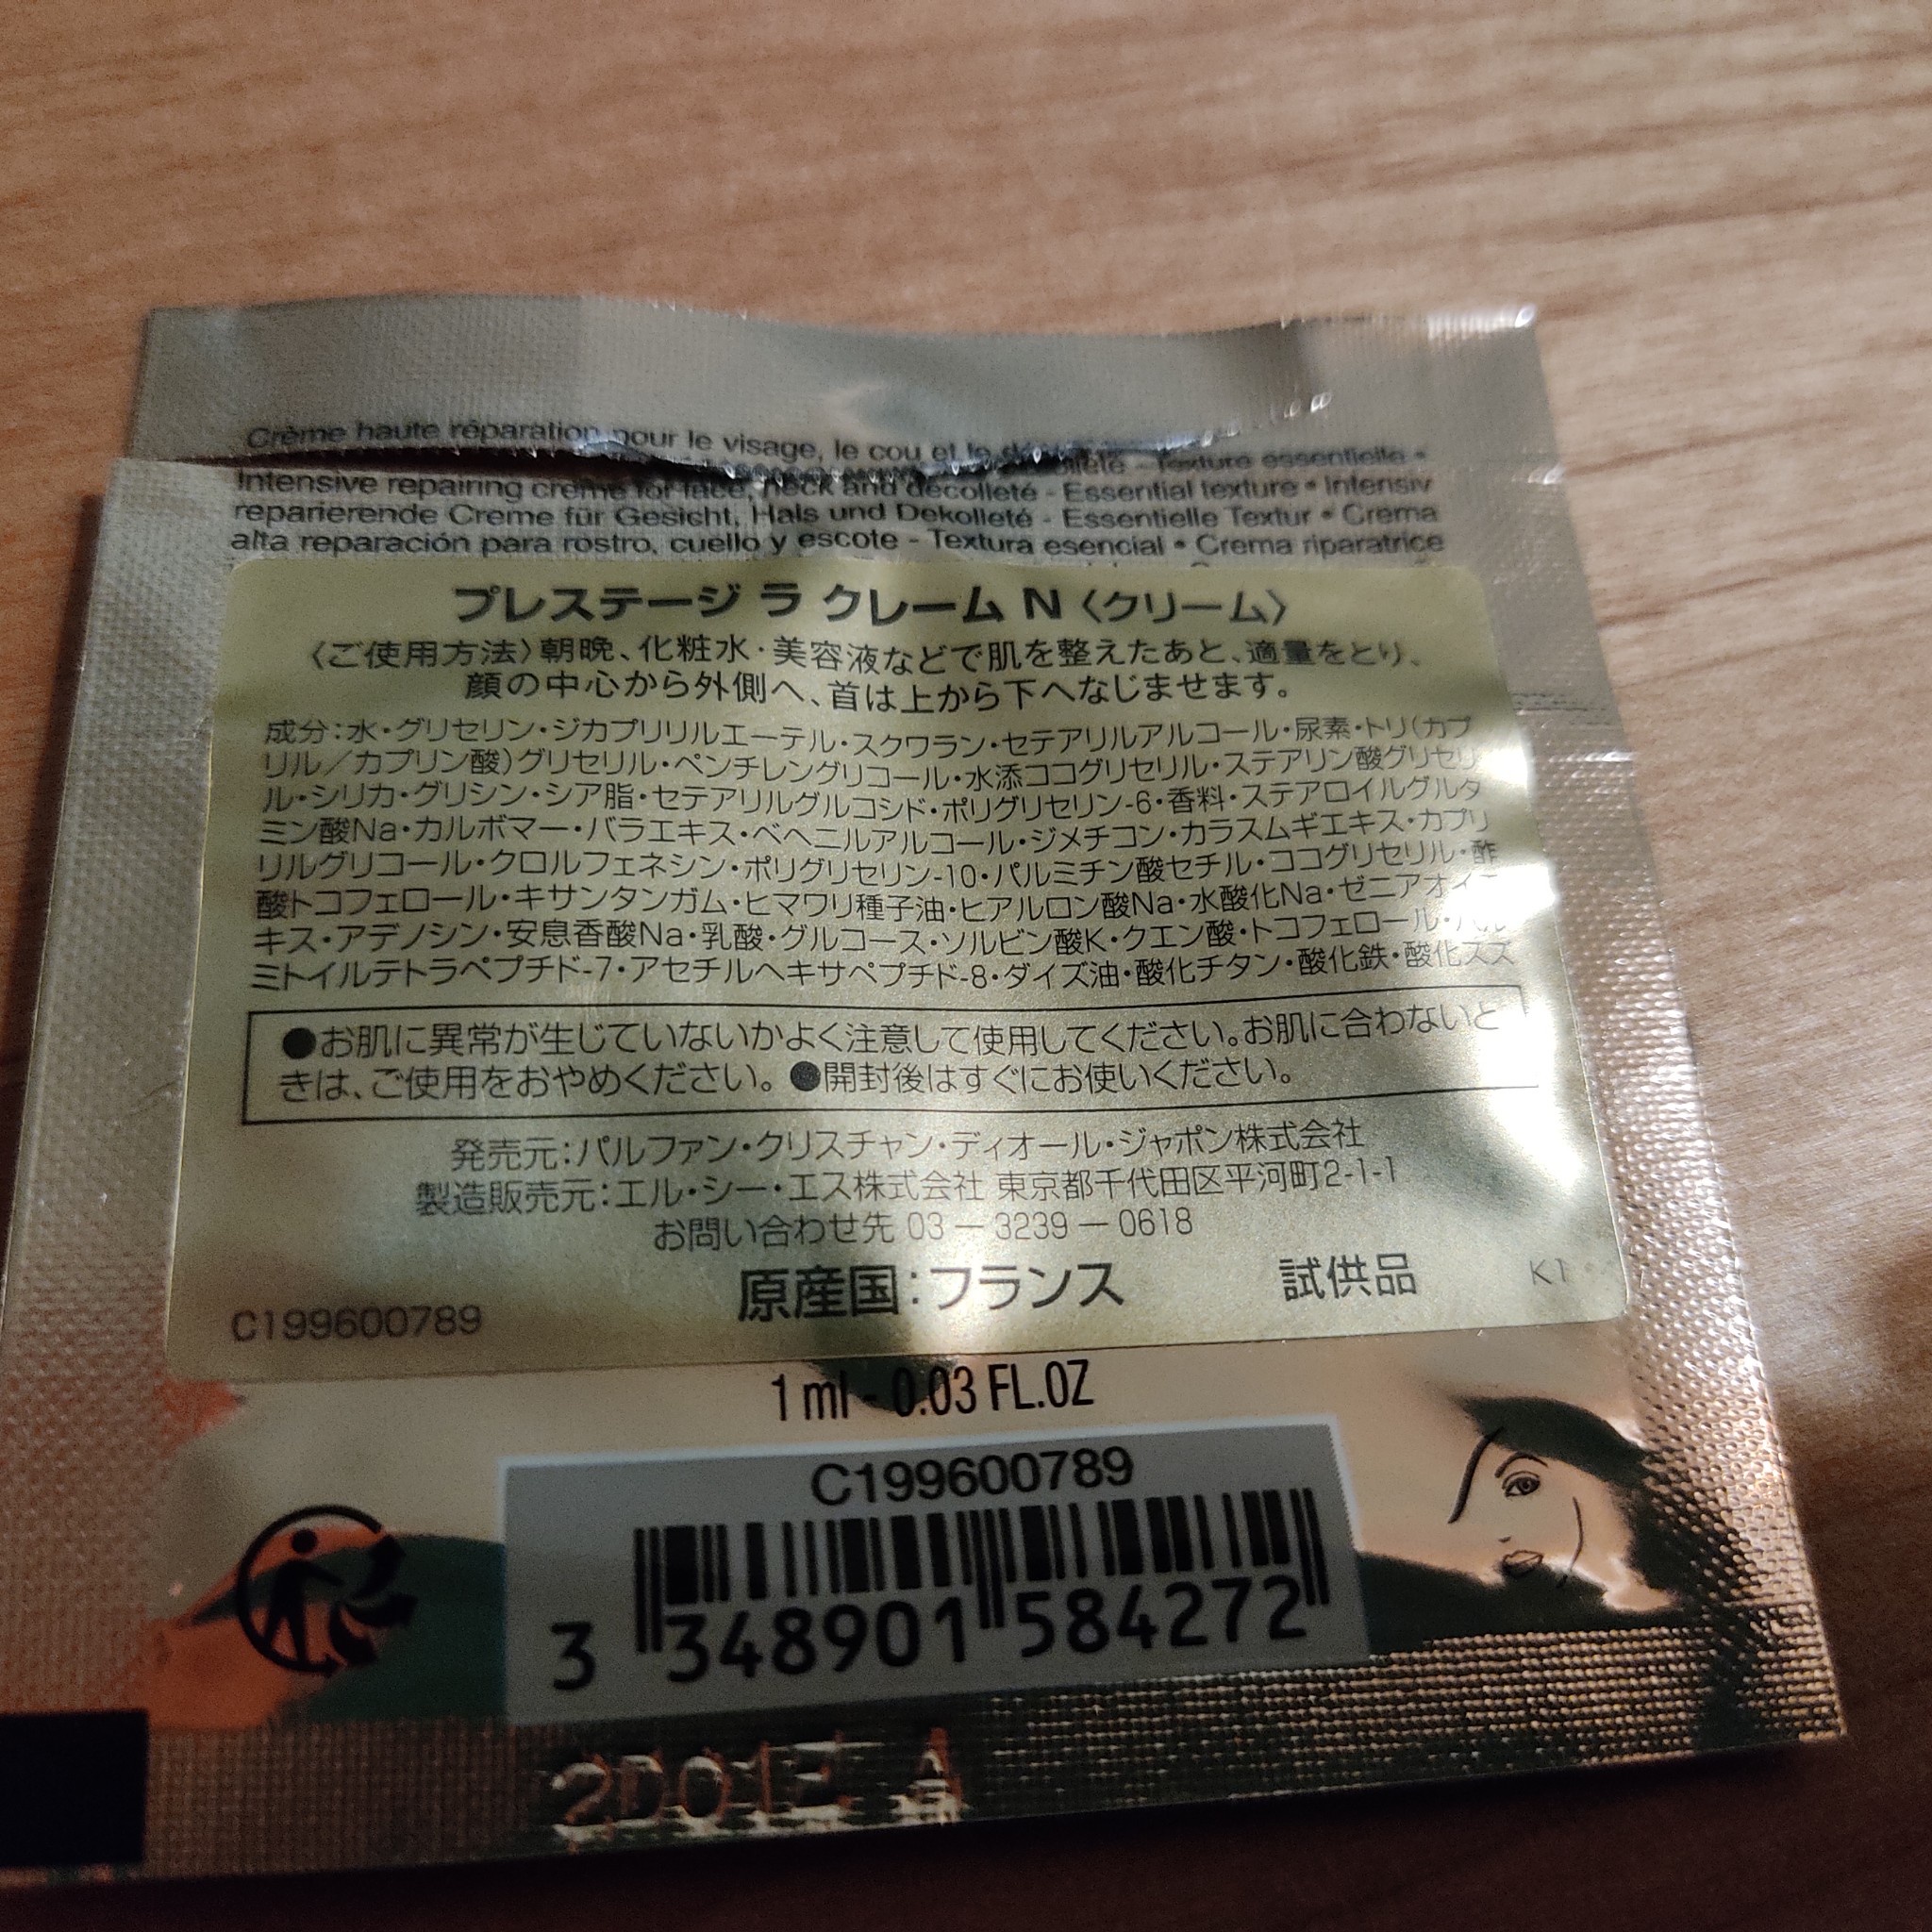 Crème haute réparation pour le visage, le cou et le
Texture essentielle •
Intensive repairing creme for face, neck and décolleté - Essential texture • Intensiv
reparierende Creme für Gesicht, Hals und Dekolleté - Essentielle Textur • Crema
alta reparación para rostro, cuello y escote - Textura esencial • Crema riparatrice
プレステージ ラ クレーム N〈クリーム〉
〈ご使用方法〉朝晩、化粧水・美容液などで肌を整えたあと、適量をとり、
顔の中心から外側へ、首は上から下へなじませます。
成分：水・グリセリン・ジカプリリルエーテル・スクワラン・セテアリルアルコール・尿素・トリ(カプ
リル／カプリン酸)グリセリル・ペンチレングリコール・水添ココグリセリル・ステアリン酸グリセリ
ル・シリカ・グリシン・シア脂・セテアリルグルコシド・ポリグリセリン-6・香料・ステアロイルグルタ
ミン酸Na・カルボマー・バラエキス・ベヘニルアルコール・ジメチコン・カラスムギエキス・カプリ
リルグリコール・クロルフェネシン・ポリグリセリン-10・パルミチン酸セチル・ココグリセリル・酢
酸トコフェロール・キサンタンガム・ヒマワリ種子油・ヒアルロン酸Na・水酸化Na・ゼニアオイエ
キス・アデノシン・安息香酸Na・乳酸・グルコース・ソルビン酸K・クエン酸・トコフェロール・パル
ミトイルテトラペプチド-7・アセチルヘキサペプチド-8・ダイズ油・酸化チタン・酸化鉄・酸化スズ
●お肌に異常が生じていないかよく注意して使用してください。お肌に合わないと
きは、ご使用をおやめください。●開封後はすぐにお使いください。
発売元：パルファン・クリスチャン・ディオール・ジャポン株式会社
製造販売元：エル・シー・エス株式会社 東京都千代田区平河町2-1-1
お問い合わせ先 03 － 3239 － 0618
原産国：フランス 試供品 K1
C199600789
1 ml - 0.03 FL.OZ
C199600789
3 348901 584272
A